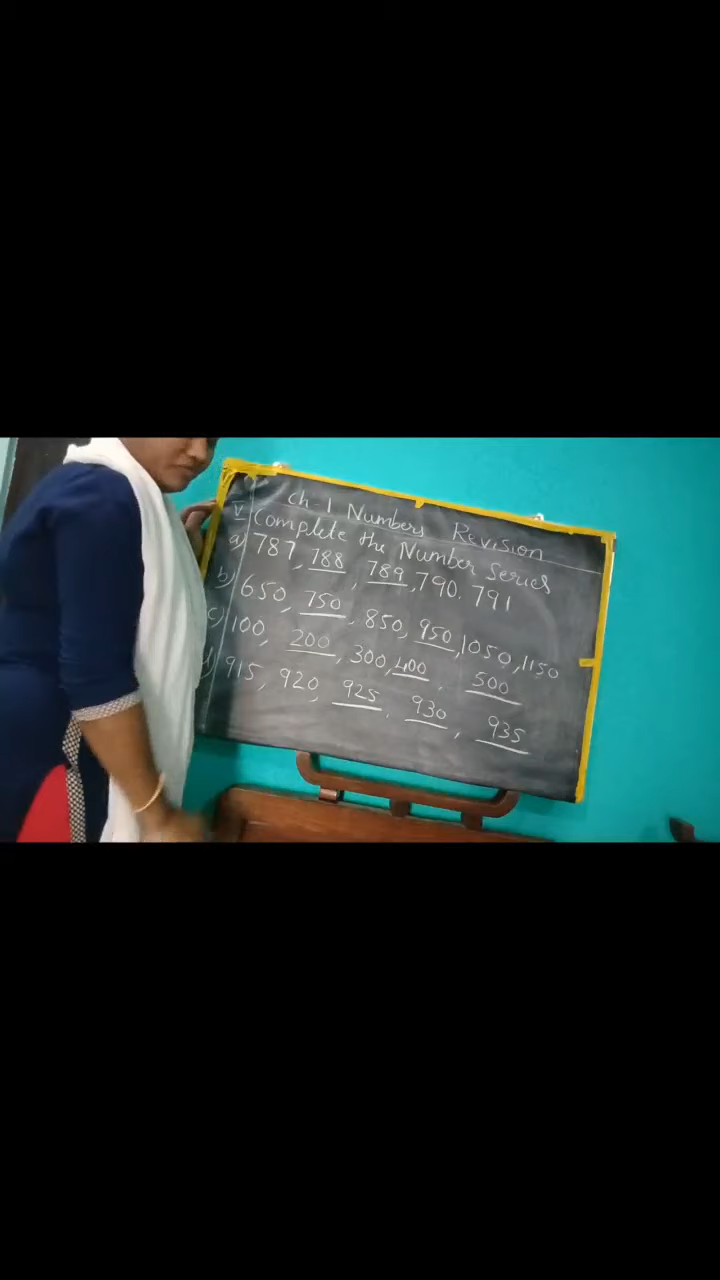 Ch-1 Numbers Revision
V Complete the Number Series
a) 787, 788, 789, 790. 791
b) 650, 750, 850, 950, 1050, 1150
c) 100, 200, 300, 400, 500
d) 915, 920, 925, 930, 935